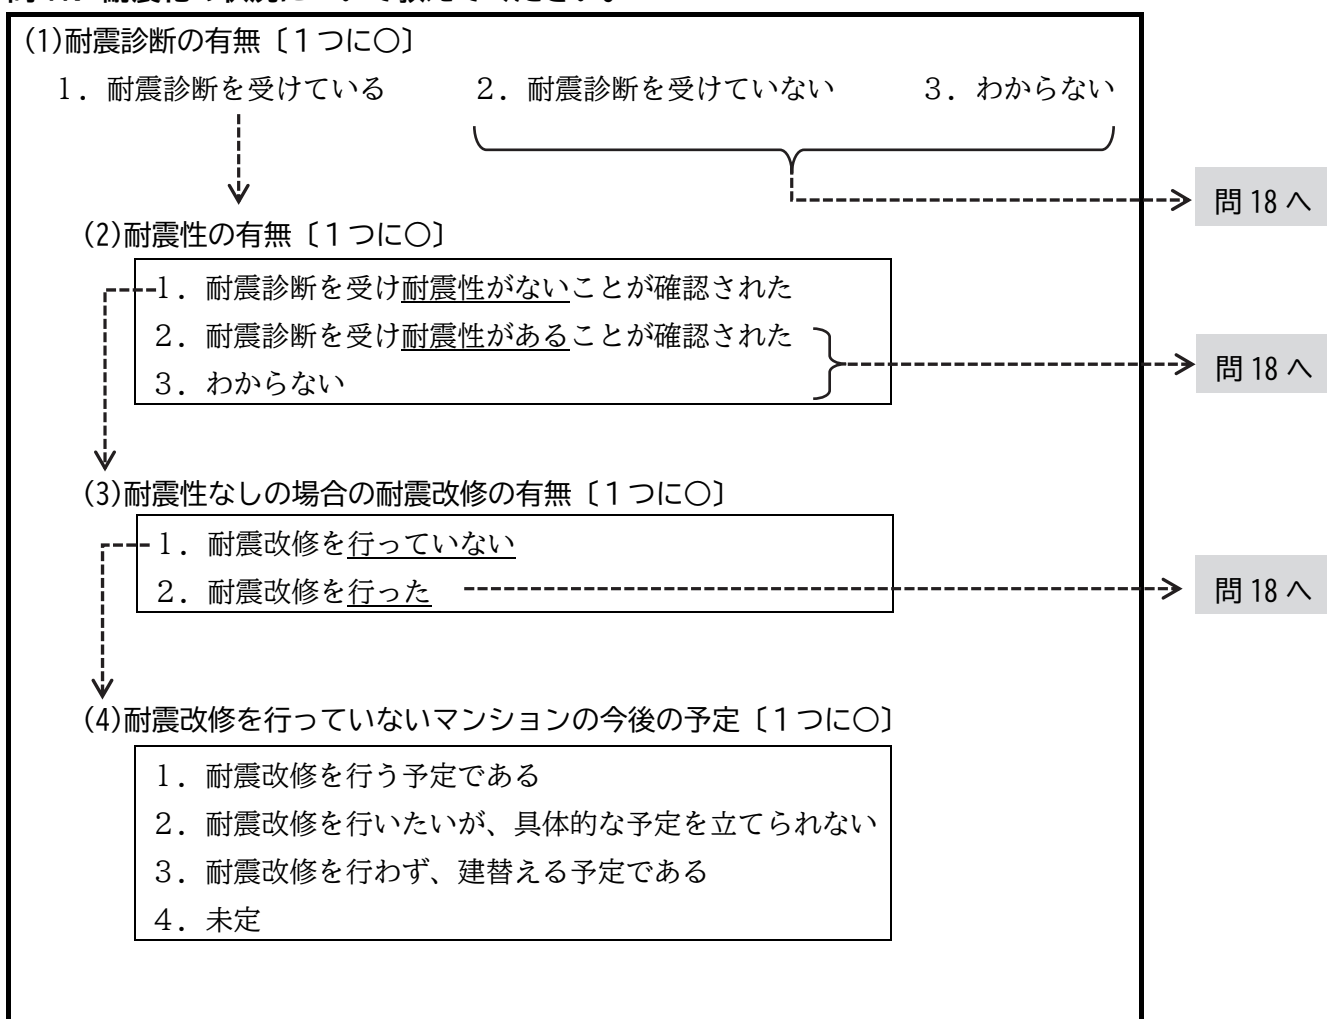 (1)耐震診断の有無〔１つに○〕
１．耐震診断を受けている　２．耐震診断を受けていない　３．わからない
問 18 へ
(2)耐震性の有無〔１つに○〕
１．耐震診断を受け耐震性がないことが確認された
２．耐震診断を受け耐震性があることが確認された
３．わからない
問 18 へ
(3)耐震性なしの場合の耐震改修の有無〔１つに○〕
１．耐震改修を行っていない
２．耐震改修を行った
問 18 へ
(4)耐震改修を行っていないマンションの今後の予定〔１つに○〕
１．耐震改修を行う予定である
２．耐震改修を行いたいが、具体的な予定を立てられない
３．耐震改修を行わず、建替える予定である
４．未定